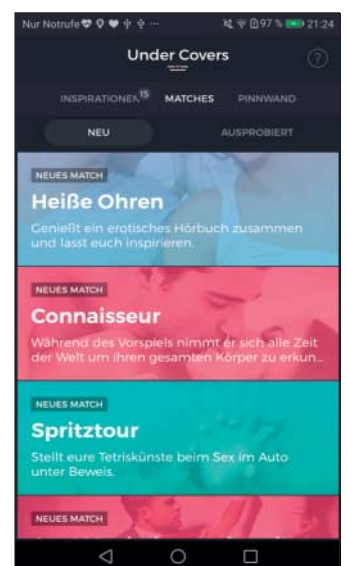 Nur Notrufe 97 % 21:24
Under Covers
?
INSPIRATIONEN 15 MATCHES PINNWAND
NEU AUSPROBIERT
NEUES MATCH
Heiße Ohren
Genießt ein erotisches Hörbuch zusammen
und lasst euch inspirieren.
NEUES MATCH
Connaisseur
Während des Vorspiels nimmt er sich alle Zeit
der Welt um ihren gesamten Körper zu erkun...
NEUES MATCH
Spritztour
Stellt eure Tetriskünste beim Sex im Auto
unter Beweis.
NEUES MATCH